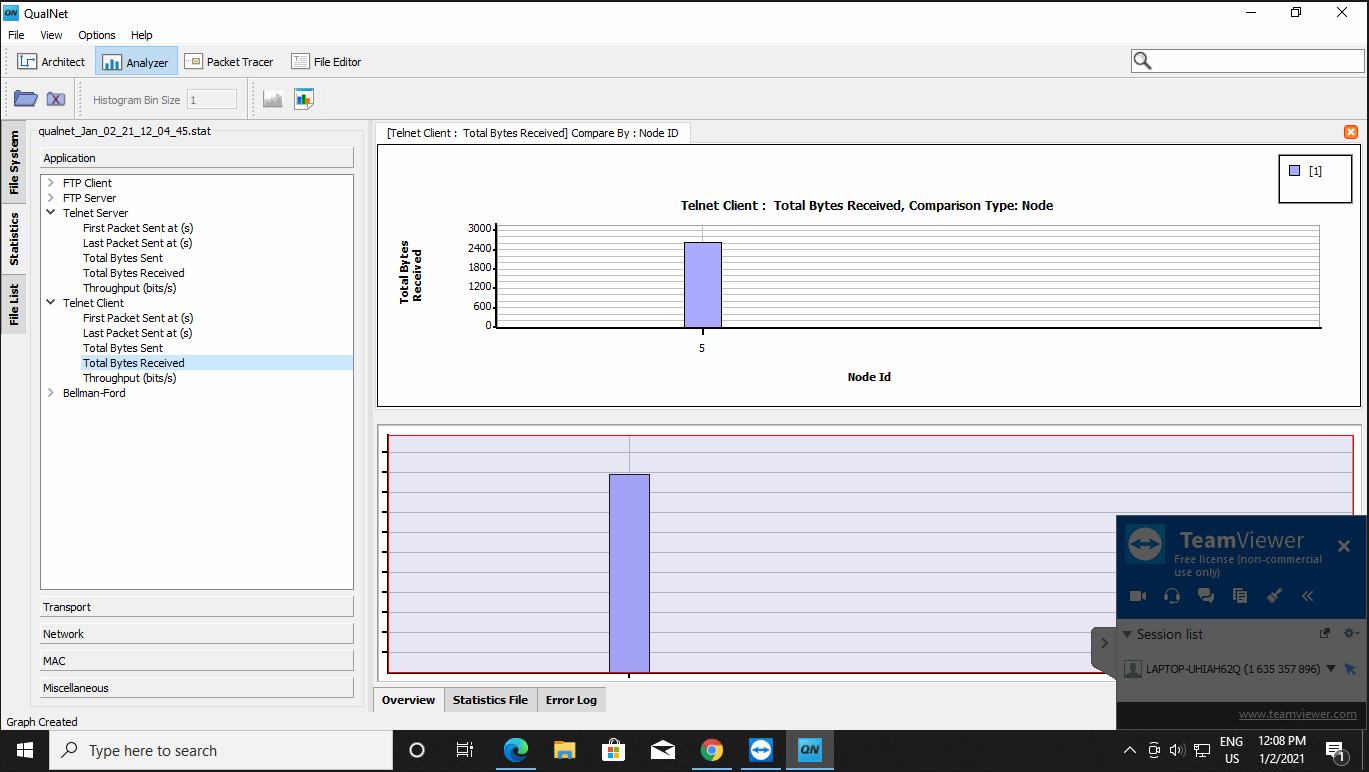 QN QualNet
File View Options Help
Architect Analyzer Packet Tracer File Editor
Histogram Bin Size 1
File System
Statistics
File List
qualnet_Jan_02_21_12_04_45.stat
Application
FTP Client
FTP Server
Telnet Server
First Packet Sent at (s)
Last Packet Sent at (s)
Total Bytes Sent
Total Bytes Received
Throughput (bits/s)
Telnet Client
First Packet Sent at (s)
Last Packet Sent at (s)
Total Bytes Sent
Total Bytes Received
Throughput (bits/s)
Bellman-Ford
Transport
Network
MAC
Miscellaneous
Graph Created
[Telnet Client : Total Bytes Received] Compare By : Node ID
[1]
Telnet Client : Total Bytes Received, Comparison Type: Node
Total Bytes
Received
3000
2400
1800
1200
600
0
5
Node Id
Overview Statistics File Error Log
TeamViewer
Free license (non-commercial
use only)
Session list
LAPTOP-UHIAH62Q (1 635 357 896)
www.teamviewer.com
Type here to search
QN
ENG
US
12:08 PM
1/2/2021
1